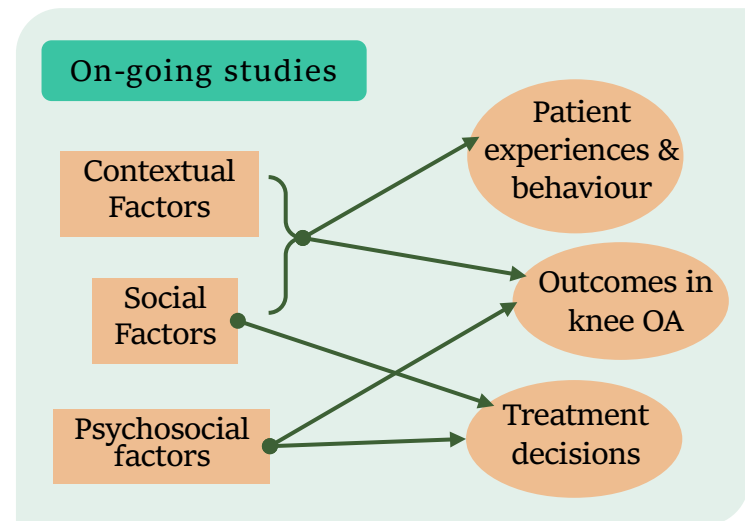 On-going studies
Contextual
Factors
Social
Factors
Psychosocial
factors
Patient
experiences &
behaviour
Outcomes in
knee OA
Treatment
decisions